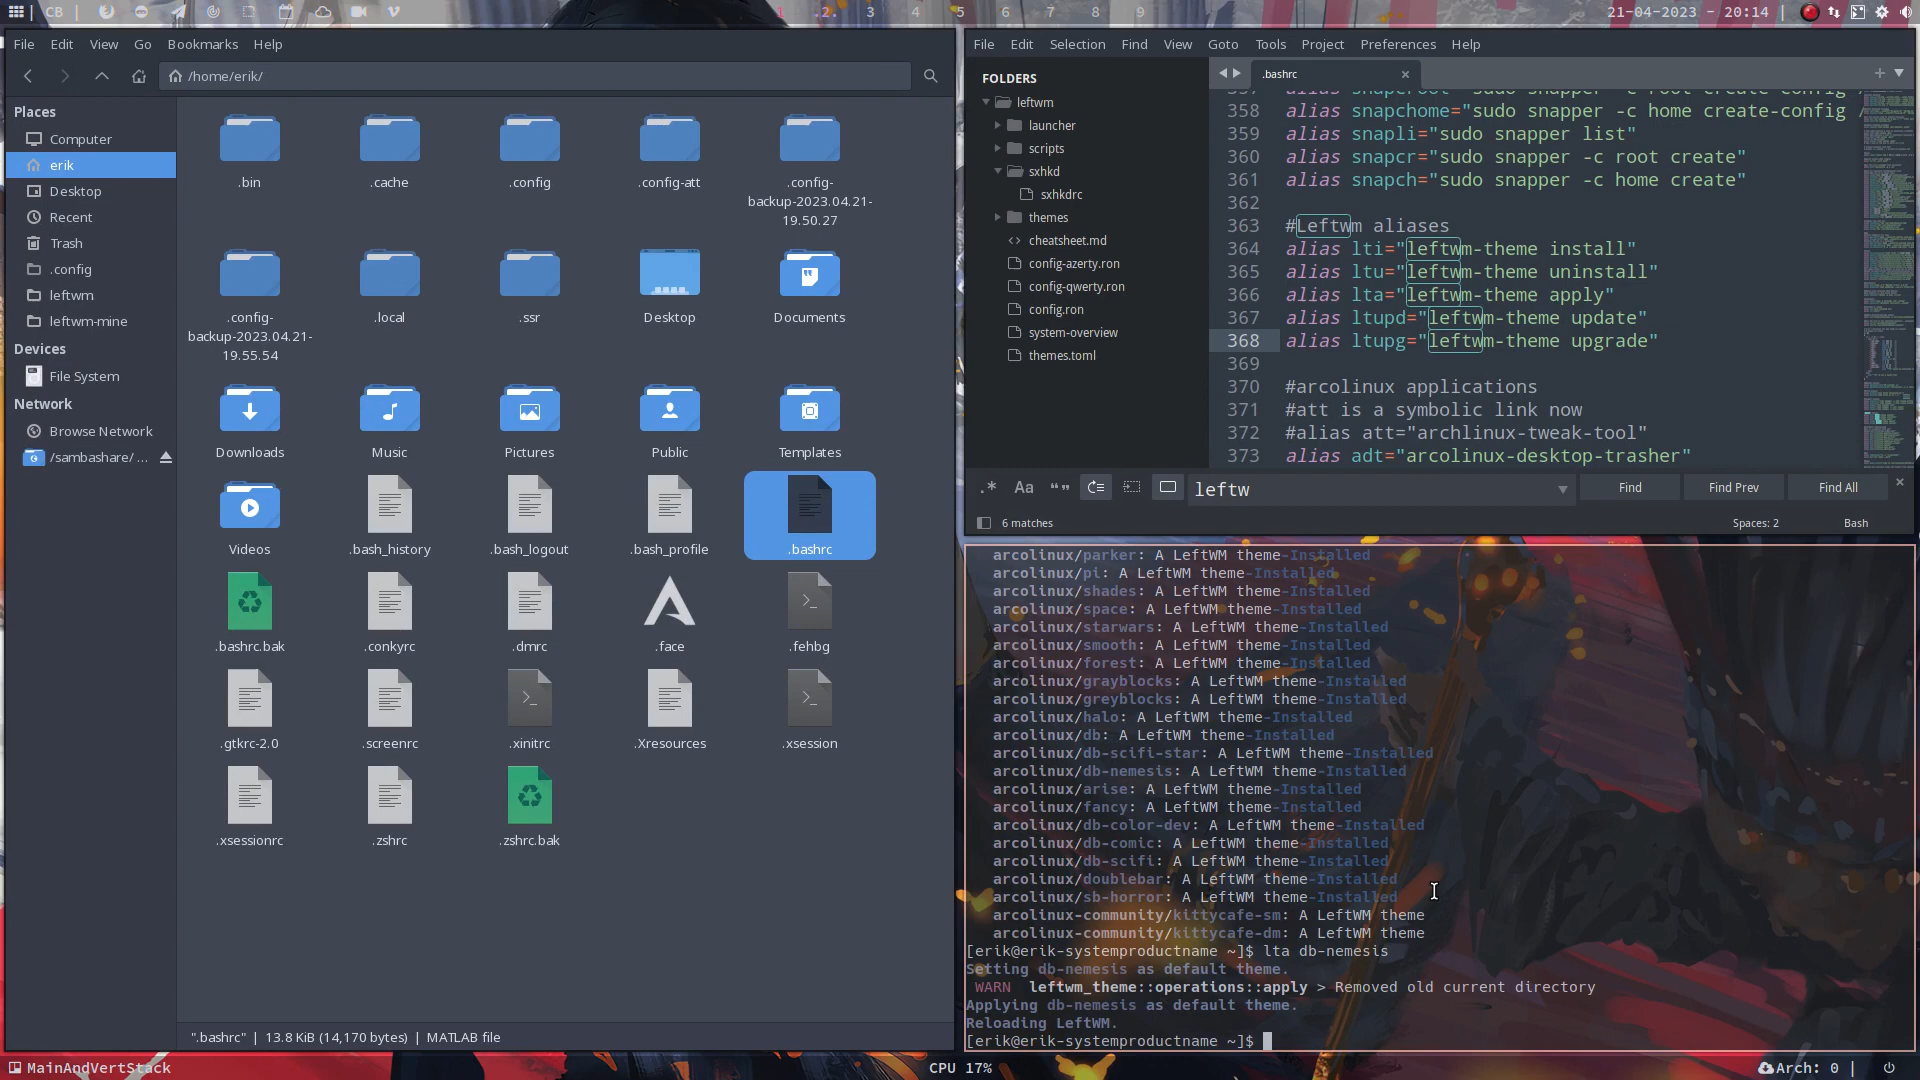 CB
1 .2. 3 4 5 6 7 8 9
21-04-2023 - 20:14
File Edit View Go Bookmarks Help
/home/erik/
Places
Computer
erik
Desktop
Recent
Trash
.config
leftwm
leftwm-mine
Devices
File System
Network
Browse Network
/sambashare/ ...
.bin
.cache
.config
.config-att
.config-
backup-2023.04.21-
19.50.27
.config-
backup-2023.04.21-
19.55.54
.local
.ssr
Desktop
Documents
Downloads
Music
Pictures
Public
Templates
Videos
.bash_history
.bash_logout
.bash_profile
.bashrc
.bashrc.bak
.conkyrc
.dmrc
.face
.fehbg
.gtkrc-2.0
.screenrc
.xinitrc
.Xresources
.xsession
.xsessionrc
.zshrc
.zshrc.bak
".bashrc" | 13.8 KiB (14,170 bytes) | MATLAB file
File Edit Selection Find View Goto Tools Project Preferences Help
FOLDERS
leftwm
launcher
scripts
sxhkd
sxhkdrc
themes
cheatsheet.md
config-azerty.ron
config-qwerty.ron
config.ron
system-overview
themes.toml
.bashrc
358 alias snapchome="sudo snapper -c home create-config /
359 alias snapli="sudo snapper list"
360 alias snapcr="sudo snapper -c root create"
361 alias snapch="sudo snapper -c home create"
362
363 #Leftwm aliases
364 alias lti="leftwm-theme install"
365 alias ltu="leftwm-theme uninstall"
366 alias lta="leftwm-theme apply"
367 alias ltupd="leftwm-theme update"
368 alias ltupg="leftwm-theme upgrade"
369
370 #arcolinux applications
371 #att is a symbolic link now
372 #alias att="archlinux-tweak-tool"
373 alias adt="arcolinux-desktop-trasher"
.* Aa “” leftw Find Find Prev Find All
6 matches Spaces: 2 Bash
arcolinux/parker: A LeftWM theme-Installed
arcolinux/pi: A LeftWM theme-Installed
arcolinux/shades: A LeftWM theme-Installed
arcolinux/space: A LeftWM theme-Installed
arcolinux/starwars: A LeftWM theme-Installed
arcolinux/smooth: A LeftWM theme-Installed
arcolinux/forest: A LeftWM theme-Installed
arcolinux/grayblocks: A LeftWM theme-Installed
arcolinux/greyblocks: A LeftWM theme-Installed
arcolinux/halo: A LeftWM theme-Installed
arcolinux/db: A LeftWM theme-Installed
arcolinux/db-scifi-star: A LeftWM theme-Installed
arcolinux/db-nemesis: A LeftWM theme-Installed
arcolinux/arise: A LeftWM theme-Installed
arcolinux/fancy: A LeftWM theme-Installed
arcolinux/db-color-dev: A LeftWM theme-Installed
arcolinux/db-comic: A LeftWM theme-Installed
arcolinux/db-scifi: A LeftWM theme-Installed
arcolinux/doublebar: A LeftWM theme-Installed
arcolinux/sb-horror: A LeftWM theme-Installed
arcolinux-community/kittycafe-sm: A LeftWM theme
arcolinux-community/kittycafe-dm: A LeftWM theme
[erik@erik-systemproductname ~]$ lta db-nemesis
Setting db-nemesis as default theme.
WARN leftwm_theme::operations::apply > Removed old current directory
Applying db-nemesis as default theme.
Reloading LeftWM.
[erik@erik-systemproductname ~]$
MainAndVertStack
CPU 17%
Arch: 0 |